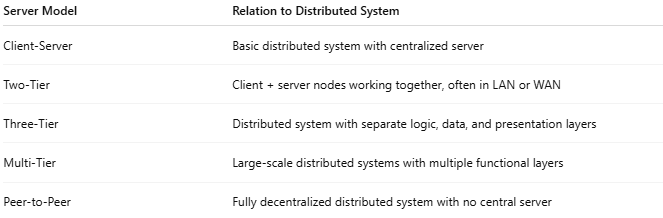 Server Model Relation to Distributed System
Client-Server Basic distributed system with centralized server
Two-Tier Client + server nodes working together, often in LAN or WAN
Three-Tier Distributed system with separate logic, data, and presentation layers
Multi-Tier Large-scale distributed systems with multiple functional layers
Peer-to-Peer Fully decentralized distributed system with no central server